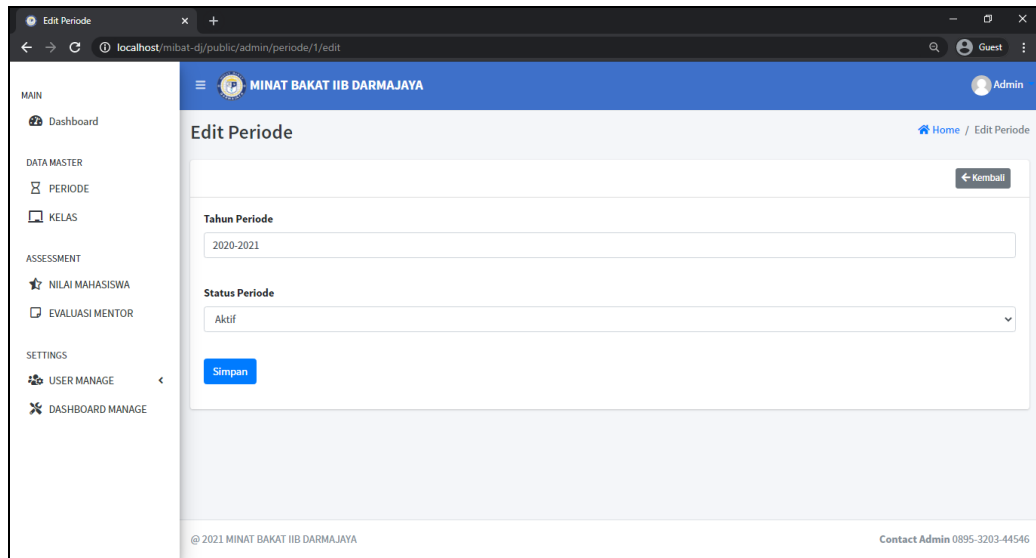 Edit Periode
localhost/mibat-dj/public/admin/periode/1/edit
Guest
MAIN
Dashboard
DATA MASTER
PERIODE
KELAS
ASSESSMENT
NILAI MAHASISWA
EVALUASI MENTOR
SETTINGS
USER MANAGE
DASHBOARD MANAGE
MINAT BAKAT IIB DARMAJAYA
Admin
Edit Periode
Home / Edit Periode
Kembali
Tahun Periode
2020-2021
Status Periode
Aktif
Simpan
@ 2021 MINAT BAKAT IIB DARMAJAYA
Contact Admin 0895-3203-44546